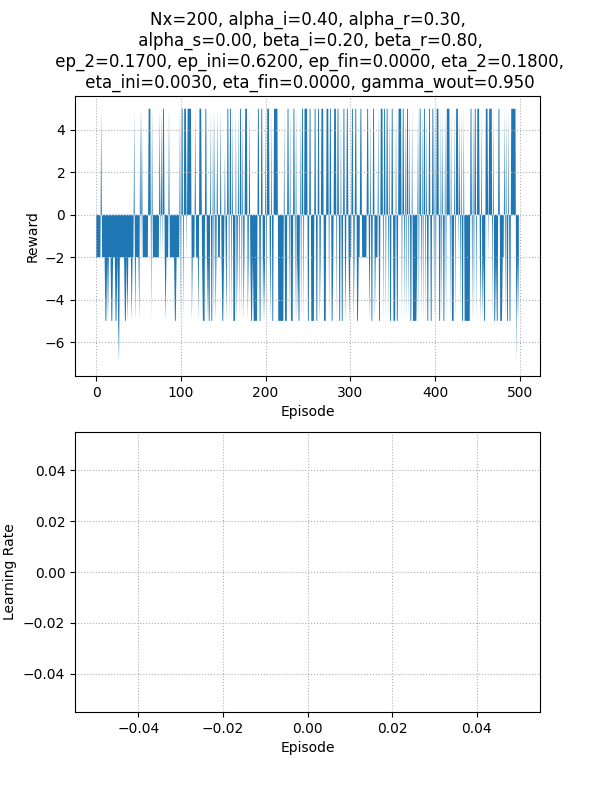 Nx=200, alpha_i=0.40, alpha_r=0.30,
alpha_s=0.00, beta_i=0.20, beta_r=0.80,
ep_2=0.1700, ep_ini=0.6200, ep_fin=0.0000, eta_2=0.1800,
eta_ini=0.0030, eta_fin=0.0000, gamma_wout=0.950
4
2
0
−2
−4
−6
Reward
0 100 200 300 400 500
Episode
0.04
0.02
0.00
−0.02
−0.04
Learning Rate
−0.04 −0.02 0.00 0.02 0.04
Episode